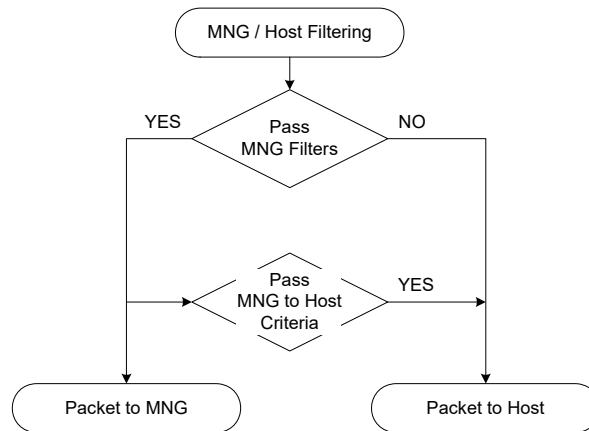 MNG / Host Filtering
YES
Pass
MNG Filters
NO
Pass
MNG to Host
Criteria
YES
Packet to MNG
Packet to Host